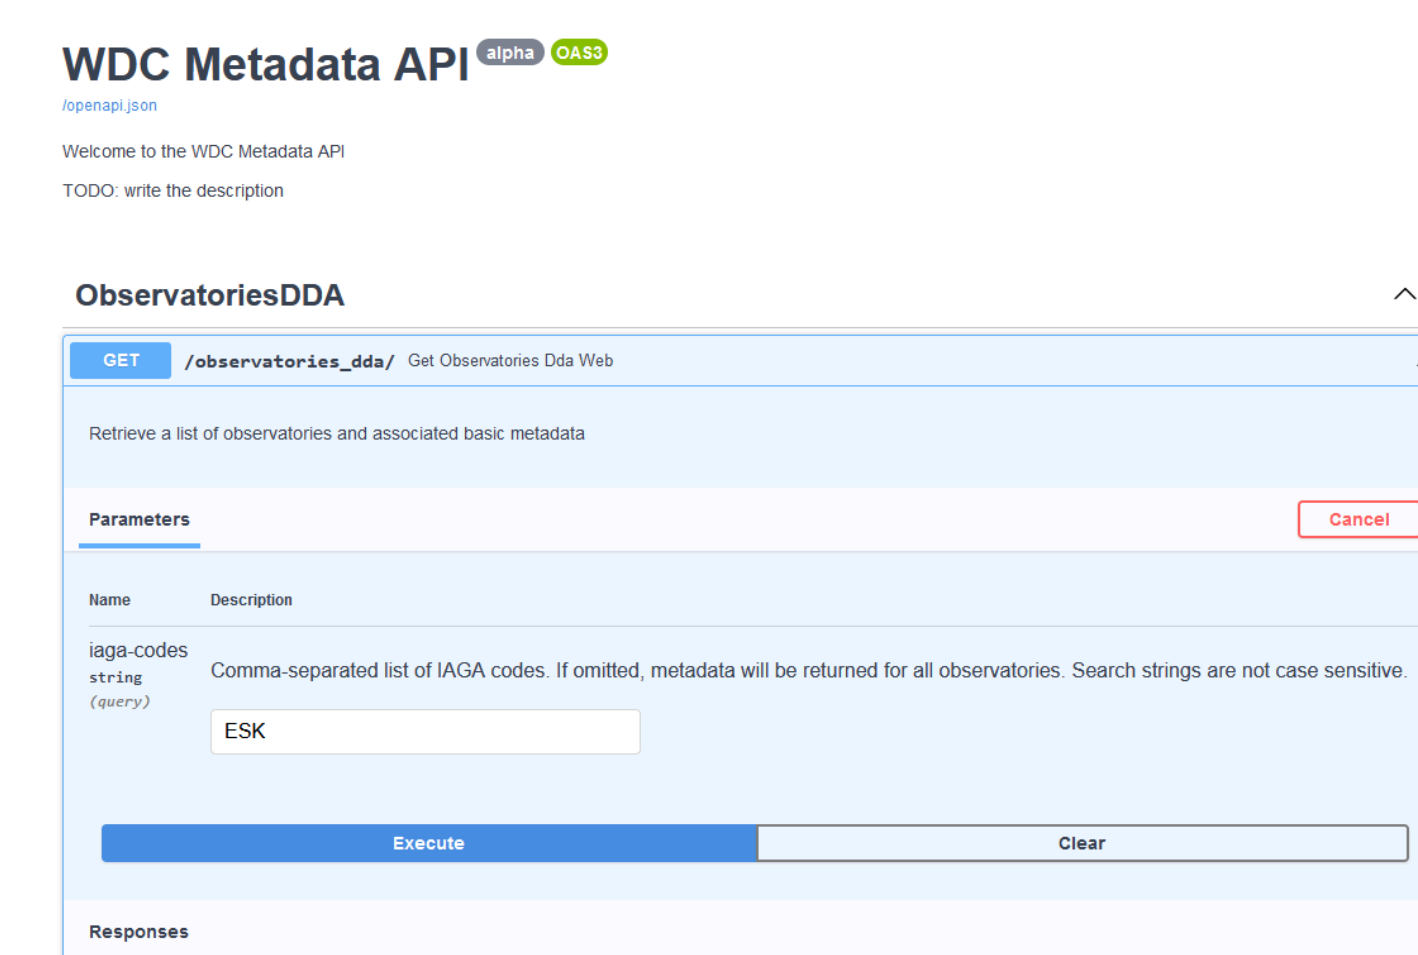 WDC Metadata API alpha OAS3
/openapi.json
Welcome to the WDC Metadata API
TODO: write the description
ObservatoriesDDA
GET /observatories_dda/ Get Observatories Dda Web
Retrieve a list of observatories and associated basic metadata
Parameters Cancel
Name Description
iaga-codes
string
(query)
Comma-separated list of IAGA codes. If omitted, metadata will be returned for all observatories. Search strings are not case sensitive.
ESK
Execute Clear
Responses